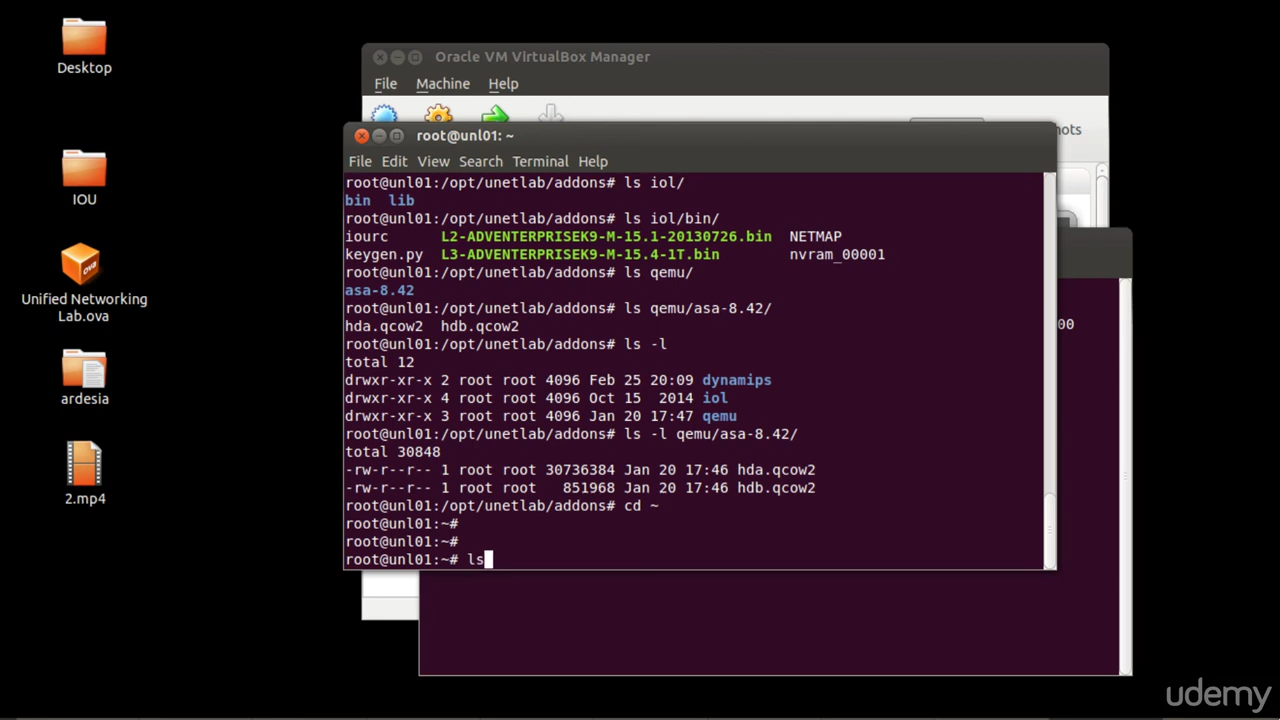 Desktop
IOU
Unified Networking
Lab.ova
ardesia
2.mp4
Oracle VM VirtualBox Manager
File Machine Help
ots
root@unl01: ~
File Edit View Search Terminal Help
root@unl01:/opt/unetlab/addons# ls iol/
bin  lib
root@unl01:/opt/unetlab/addons# ls iol/bin/
iourc      L2-ADVENTERPRISEK9-M-15.1-20130726.bin  NETMAP
keygen.py  L3-ADVENTERPRISEK9-M-15.4-1T.bin        nvram_00001
root@unl01:/opt/unetlab/addons# ls qemu/
asa-8.42
root@unl01:/opt/unetlab/addons# ls qemu/asa-8.42/
hda.qcow2  hdb.qcow2
root@unl01:/opt/unetlab/addons# ls -l
total 12
drwxr-xr-x 2 root root 4096 Feb 25 20:09 dynamips
drwxr-xr-x 4 root root 4096 Oct 15  2014 iol
drwxr-xr-x 3 root root 4096 Jan 20 17:47 qemu
root@unl01:/opt/unetlab/addons# ls -l qemu/asa-8.42/
total 30848
-rw-r--r-- 1 root root 30736384 Jan 20 17:46 hda.qcow2
-rw-r--r-- 1 root root   851968 Jan 20 17:46 hdb.qcow2
root@unl01:/opt/unetlab/addons# cd ~
root@unl01:~#
root@unl01:~#
root@unl01:~# ls
00
udemy